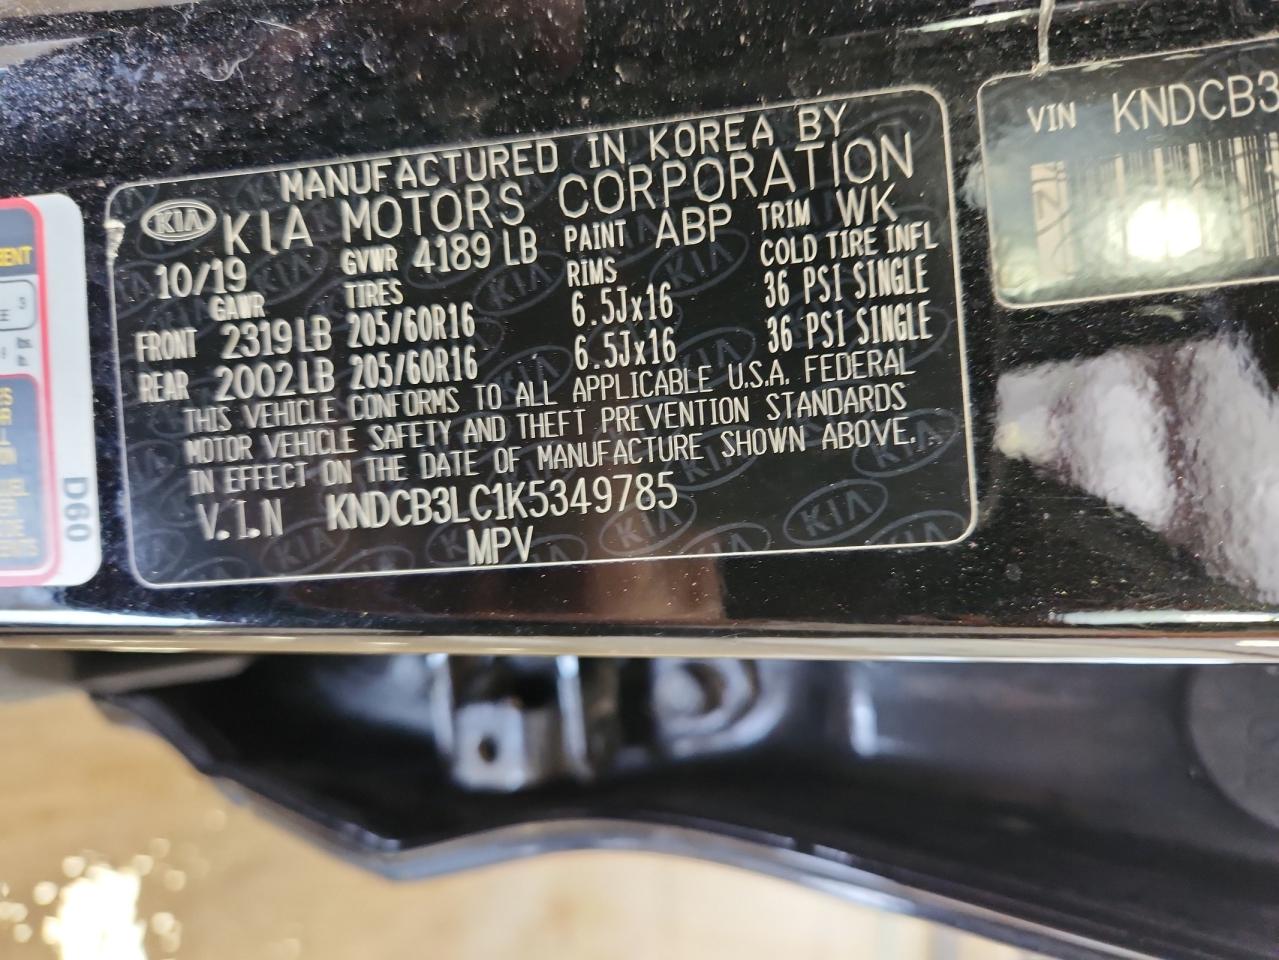 MANUFACTURED IN KOREA BY
KIA KIA MOTORS CORPORATION
10/19 GVWR 4189 LB PAINT ABP TRIM WK
GAWR TIRES RIMS COLD TIRE INFL
FRONT 2319 LB 205/60R16 6.5Jx16 36 PSI SINGLE
REAR 2002 LB 205/60R16 6.5Jx16 36 PSI SINGLE
THIS VEHICLE CONFORMS TO ALL APPLICABLE U.S.A. FEDERAL
MOTOR VEHICLE SAFETY AND THEFT PREVENTION STANDARDS
IN EFFECT ON THE DATE OF MANUFACTURE SHOWN ABOVE.
V.I.N KNDCB3LC1K5349785
MPV
VIN KNDCB3
D60
3
lbs.